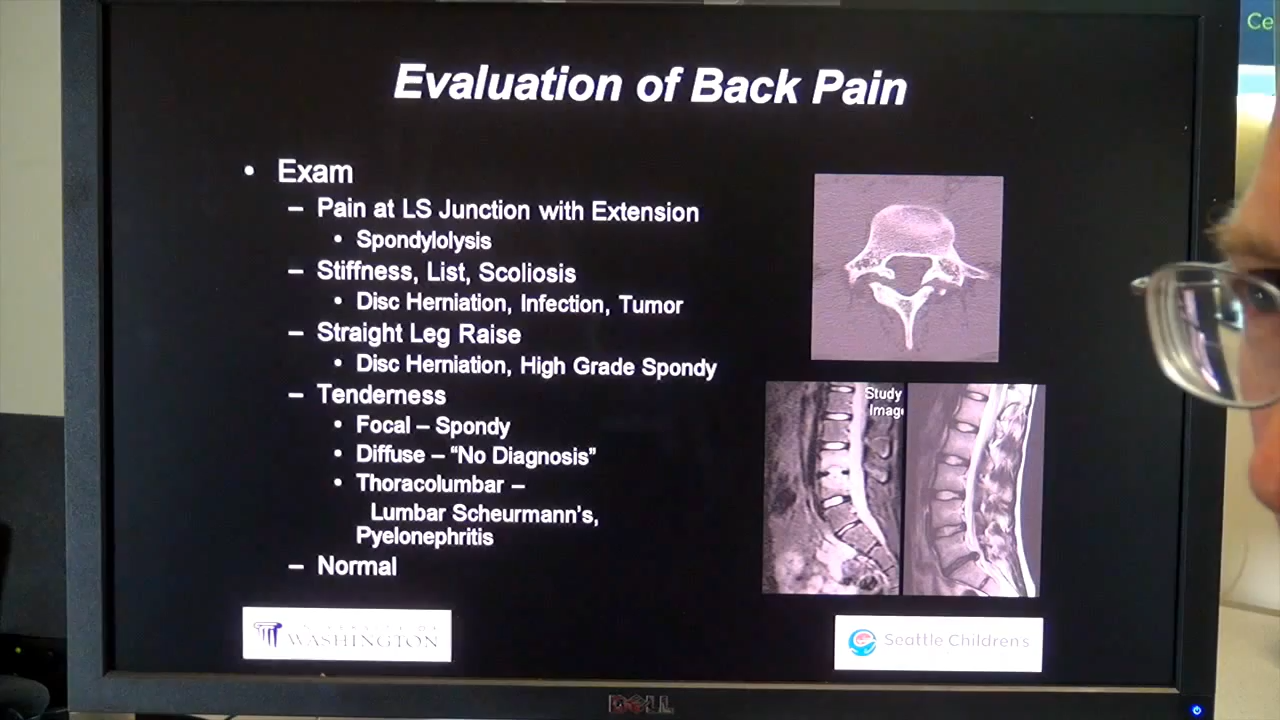 Ce
Evaluation of Back Pain
• Exam
– Pain at LS Junction with Extension
• Spondylolysis
– Stiffness, List, Scoliosis
• Disc Herniation, Infection, Tumor
– Straight Leg Raise
• Disc Herniation, High Grade Spondy
– Tenderness
• Focal – Spondy
• Diffuse – “No Diagnosis”
• Thoracolumbar –
Lumbar Scheurmann's,
Pyelonephritis
– Normal
Study
Imag
WASHINGTON
Seattle Children's
DELL